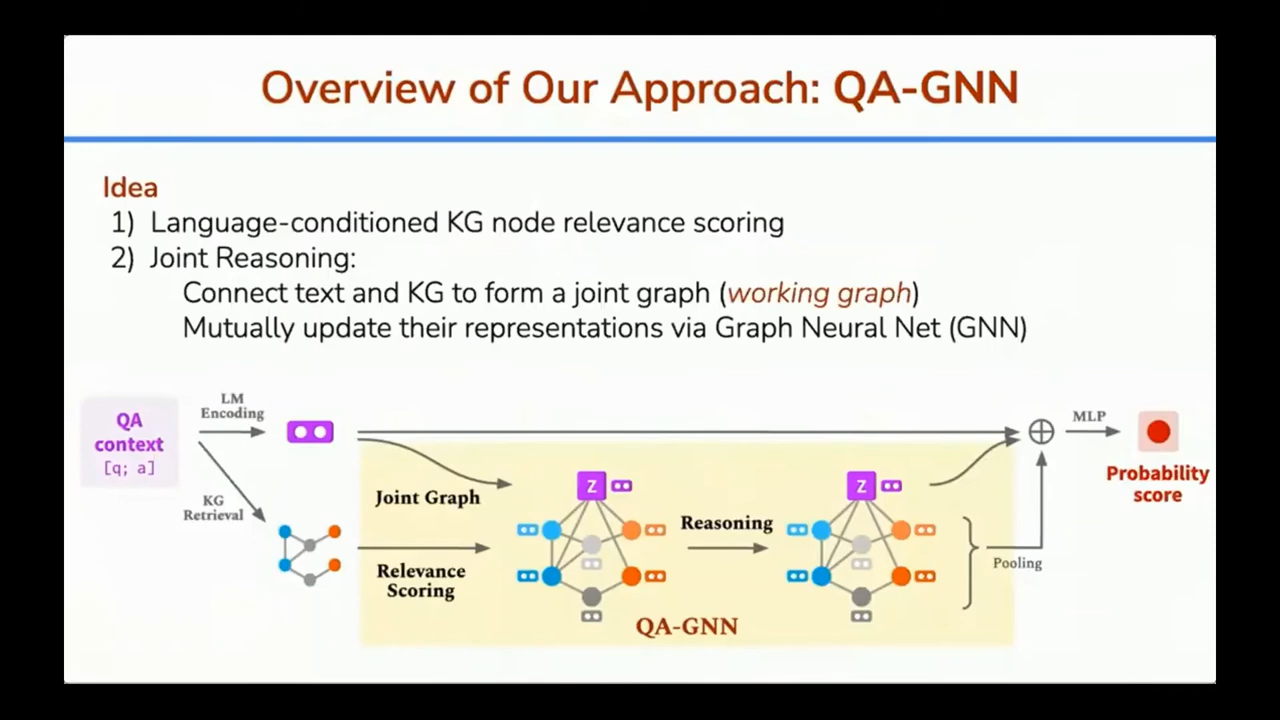 Overview of Our Approach: QA-GNN
Idea
1) Language-conditioned KG node relevance scoring
2) Joint Reasoning:
Connect text and KG to form a joint graph (working graph)
Mutually update their representations via Graph Neural Net (GNN)
QA
context
[q; a]
LM
Encoding
KG
Retrieval
Joint Graph
Relevance
Scoring
Z
Reasoning
Z
QA-GNN
Pooling
MLP
Probability
score